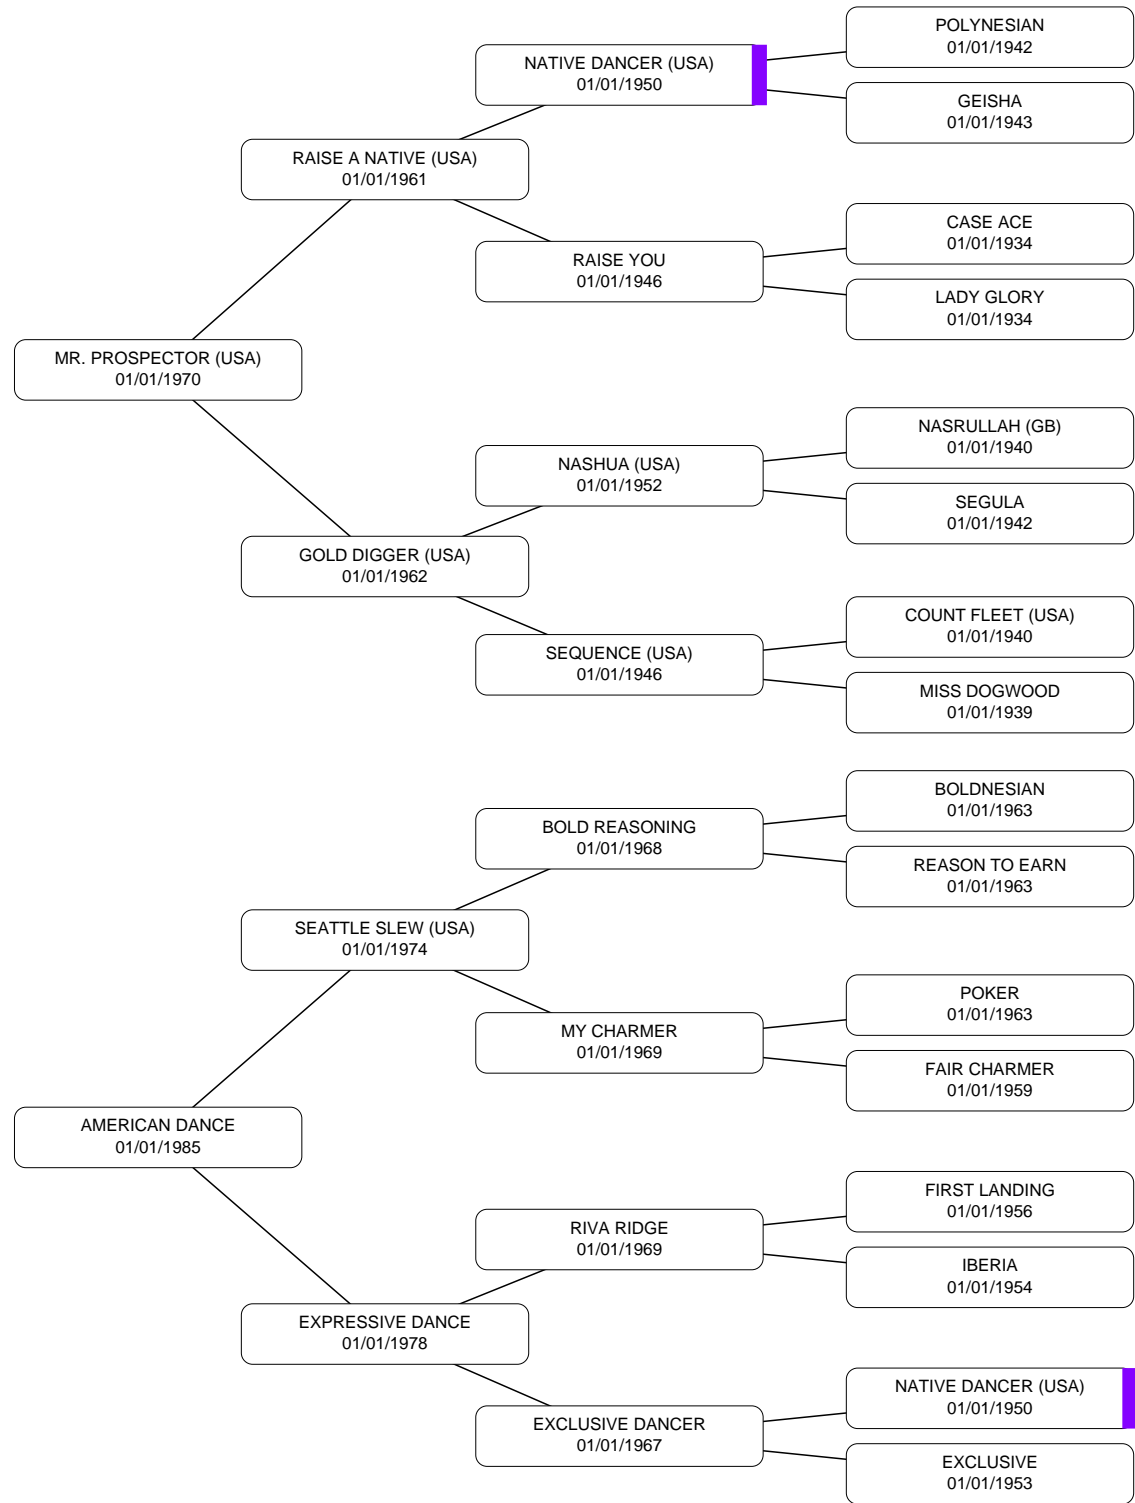 POLYNESIAN
01/01/1942
NATIVE DANCER (USA)
01/01/1950
GEISHA
01/01/1943
RAISE A NATIVE (USA)
01/01/1961
CASE ACE
01/01/1934
RAISE YOU
01/01/1946
LADY GLORY
01/01/1934
MR. PROSPECTOR (USA)
01/01/1970
NASRULLAH (GB)
01/01/1940
NASHUA (USA)
01/01/1952
SEGULA
01/01/1942
GOLD DIGGER (USA)
01/01/1962
COUNT FLEET (USA)
01/01/1940
SEQUENCE (USA)
01/01/1946
MISS DOGWOOD
01/01/1939
BOLDNESIAN
01/01/1963
BOLD REASONING
01/01/1968
REASON TO EARN
01/01/1963
SEATTLE SLEW (USA)
01/01/1974
POKER
01/01/1963
MY CHARMER
01/01/1969
FAIR CHARMER
01/01/1959
AMERICAN DANCE
01/01/1985
FIRST LANDING
01/01/1956
RIVA RIDGE
01/01/1969
IBERIA
01/01/1954
EXPRESSIVE DANCE
01/01/1978
NATIVE DANCER (USA)
01/01/1950
EXCLUSIVE DANCER
01/01/1967
EXCLUSIVE
01/01/1953